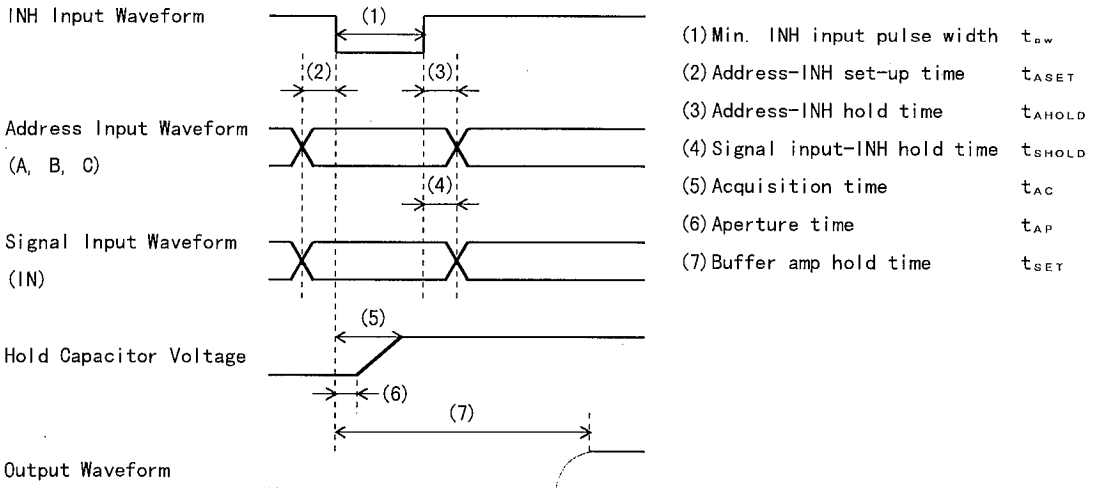 INH Input Waveform
(1)
(2)
(3)
Address Input Waveform
(A, B, C)
(4)
Signal Input Waveform
(IN)
(5)
Hold Capacitor Voltage
(6)
(7)
Output Waveform
(1)Min. INH input pulse width tPW
(2)Address-INH set-up time tASET
(3)Address-INH hold time tAHOLD
(4)Signal input-INH hold time tSHOLD
(5)Acquisition time tAC
(6)Aperture time tAP
(7)Buffer amp hold time tSET